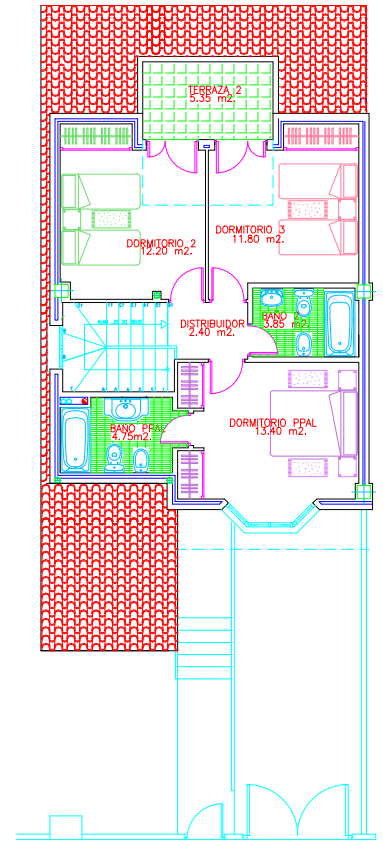 TERRAZA 2
5.35 m2.
DORMITORIO 2
12.20 m2.
DORMITORIO 3
11.80 m2.
DISTRIBUIDOR
2.40 m2.
BAÑO 2
3.85 m2.
BAÑO PPAL
4.75m2.
DORMITORIO PPAL
13.40 m2.